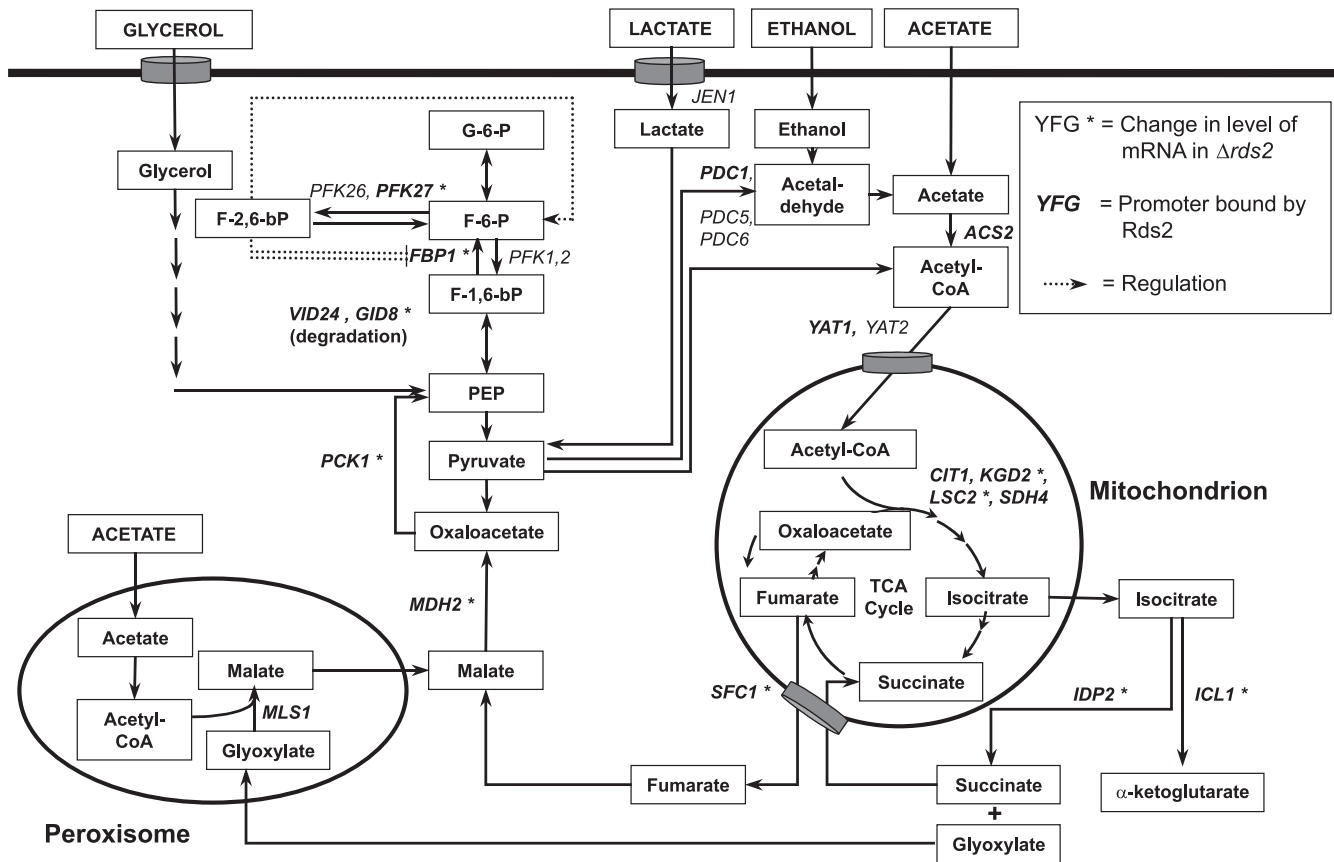 GLYCEROL
LACTATE
ETHANOL
ACETATE
JEN1
Glycerol
G-6-P
Lactate
Ethanol
YFG * = Change in level of
mRNA in Δrds2
YFG = Promoter bound by
Rds2
= Regulation
PFK26, PFK27 *
F-2,6-bP
F-6-P
PDC1,
PDC5,
PDC6
Acetal-
dehyde
Acetate
ACS2
FBP1 *
PFK1,2
F-1,6-bP
Acetyl-
CoA
VID24 , GID8 *
(degradation)
YAT1, YAT2
PEP
Pyruvate
PCK1 *
Oxaloacetate
Acetyl-CoA
CIT1, KGD2 *,
LSC2 *, SDH4
Mitochondrion
Oxaloacetate
Fumarate
TCA
Cycle
Isocitrate
Isocitrate
Succinate
ACETATE
MDH2 *
Acetate
Malate
Malate
Acetyl-
CoA
MLS1
Glyoxylate
SFC1 *
IDP2 *
ICL1 *
Fumarate
Succinate
+
Glyoxylate
α-ketoglutarate
Peroxisome